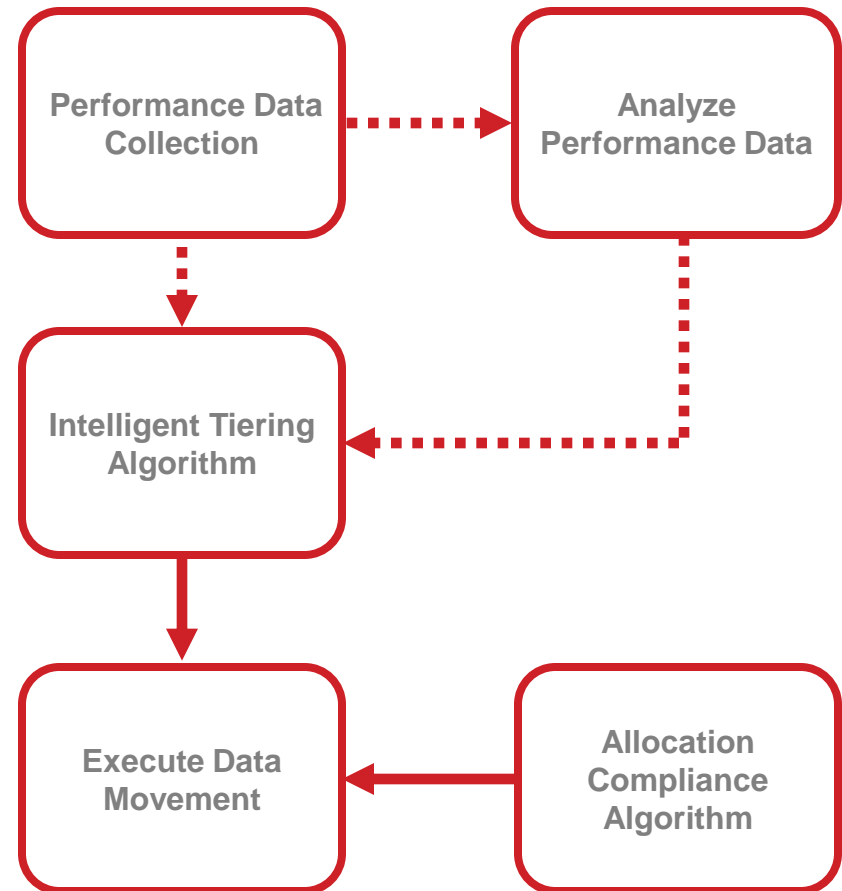 Performance Data
Collection
Analyze
Performance Data
Intelligent Tiering
Algorithm
Execute Data
Movement
Allocation
Compliance
Algorithm